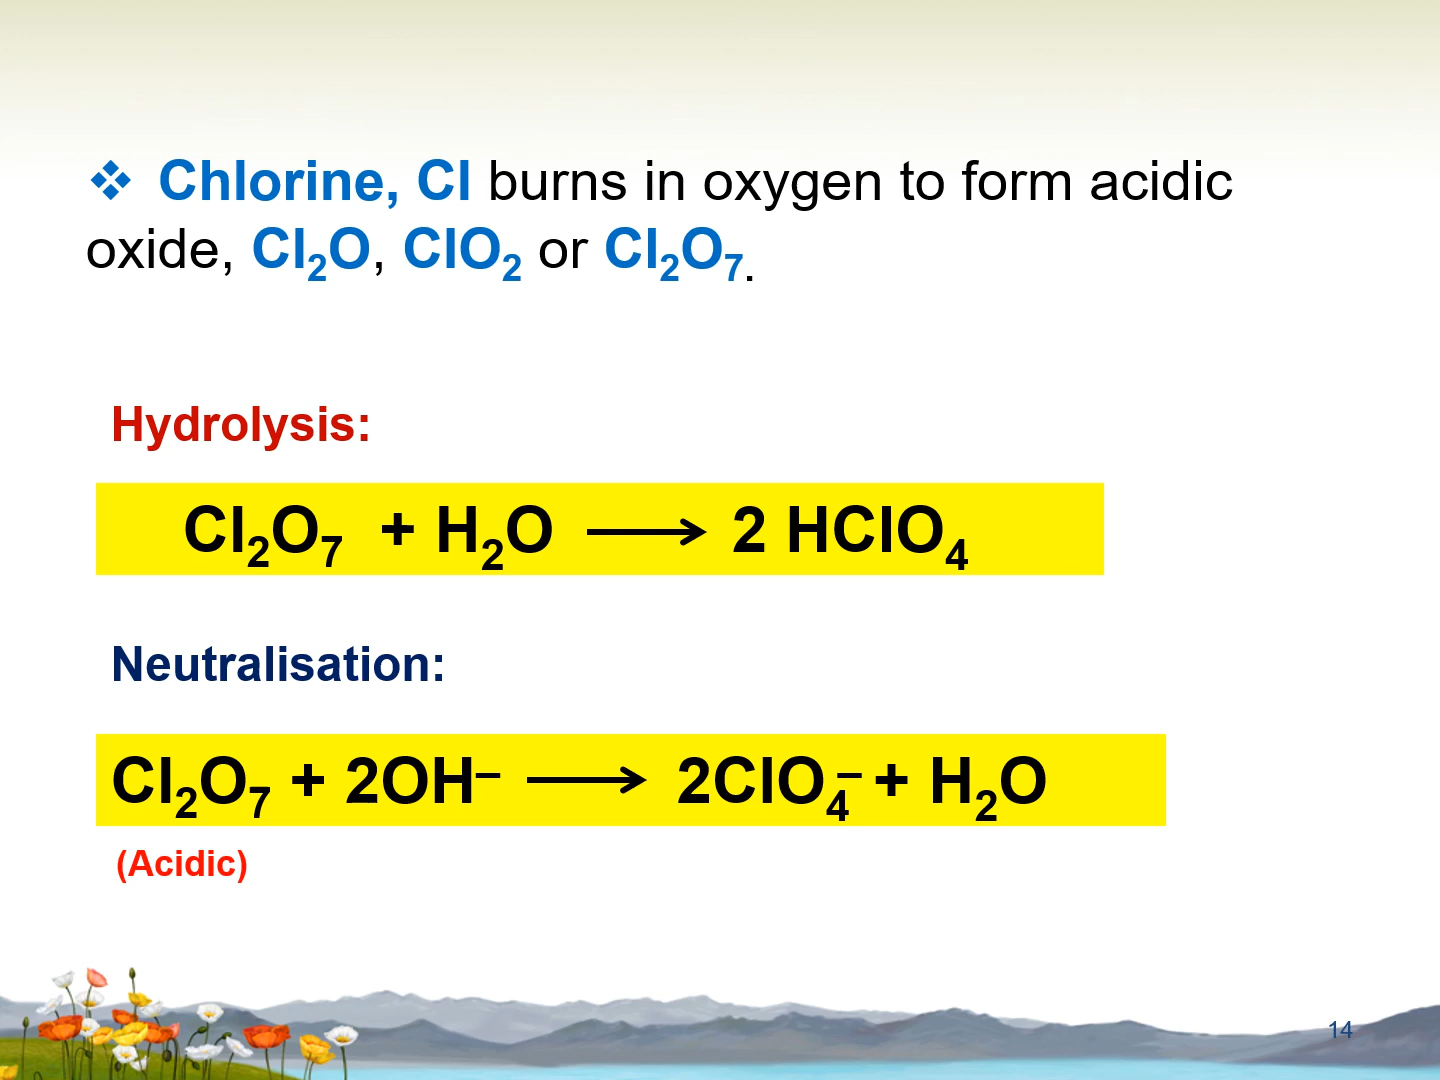 ❖ Chlorine, Cl burns in oxygen to form acidic
oxide, Cl₂O, ClO₂ or Cl₂O₇.
Hydrolysis:
Cl₂O₇ + H₂O ⟶ 2 HClO₄
Neutralisation:
Cl₂O₇ + 2OH⁻ ⟶ 2ClO₄⁻ + H₂O
(Acidic)
14